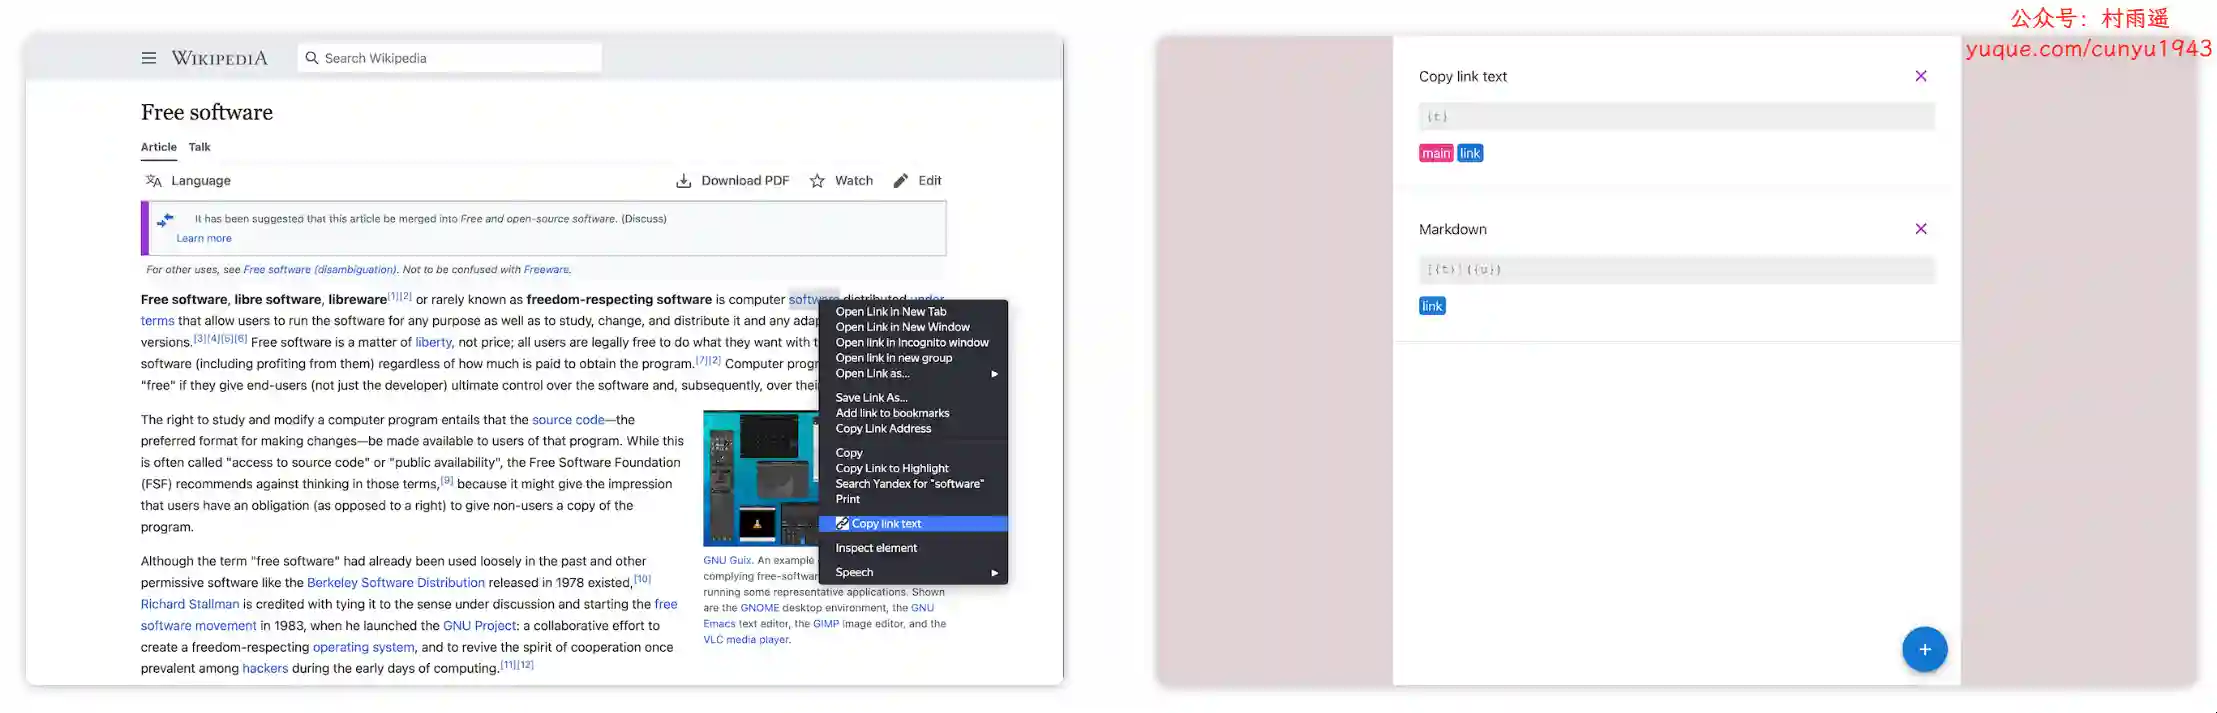 公众号：村雨遥
yuque.com/cunyu1943
WIKIPEDIA
Search Wikipedia
Free software
Article Talk
Language
Download PDF Watch Edit
It has been suggested that this article be merged into Free and open-source software. (Discuss)
Learn more
For other uses, see Free software (disambiguation). Not to be confused with Freeware.
Free software, libre software, libreware[1][2] or rarely known as freedom-respecting software is computer software distributed under
terms that allow users to run the software for any purpose as well as to study, change, and distribute it and any
versions.[3][4][5][6] Free software is a matter of liberty, not price; all users are legally free to do what they want with
software (including profiting from them) regardless of how much is paid to obtain the program.[7][2] Computer
"free" if they give end-users (not just the developer) ultimate control over the software and, subsequently, over
The right to study and modify a computer program entails that the source code—the
preferred format for making changes—be made available to users of that program. While this
is often called "access to source code" or "public availability", the Free Software Foundation
(FSF) recommends against thinking in those terms,[9] because it might give the impression
that users have an obligation (as opposed to a right) to give non-users a copy of the
program.
Although the term "free software" had already been used loosely in the past and other
permissive software like the Berkeley Software Distribution released in 1978 existed,[10]
Richard Stallman is credited with tying it to the sense under discussion and starting the free
software movement in 1983, when he launched the GNU Project: a collaborative effort to
create a freedom-respecting operating system, and to revive the spirit of cooperation once
prevalent among hackers during the early days of computing.[11][12]
GNU Guix. An example
complying
running some representative applications. Shown
are the GNOME desktop environment, the GNU
Emacs text editor, the GIMP image editor, and the
VLC media player.
Open Link in New Tab
Open Link in New Window
Open link in Incognito window
Open link in new group
Open Link as...
Save Link As...
Add link to bookmarks
Copy Link Address
Copy
Copy Link to Highlight
Search Yandex for "software"
Print
Copy link text
Inspect element
Speech
Copy link text
{t}
main link
Markdown
[{t}]({u})
link